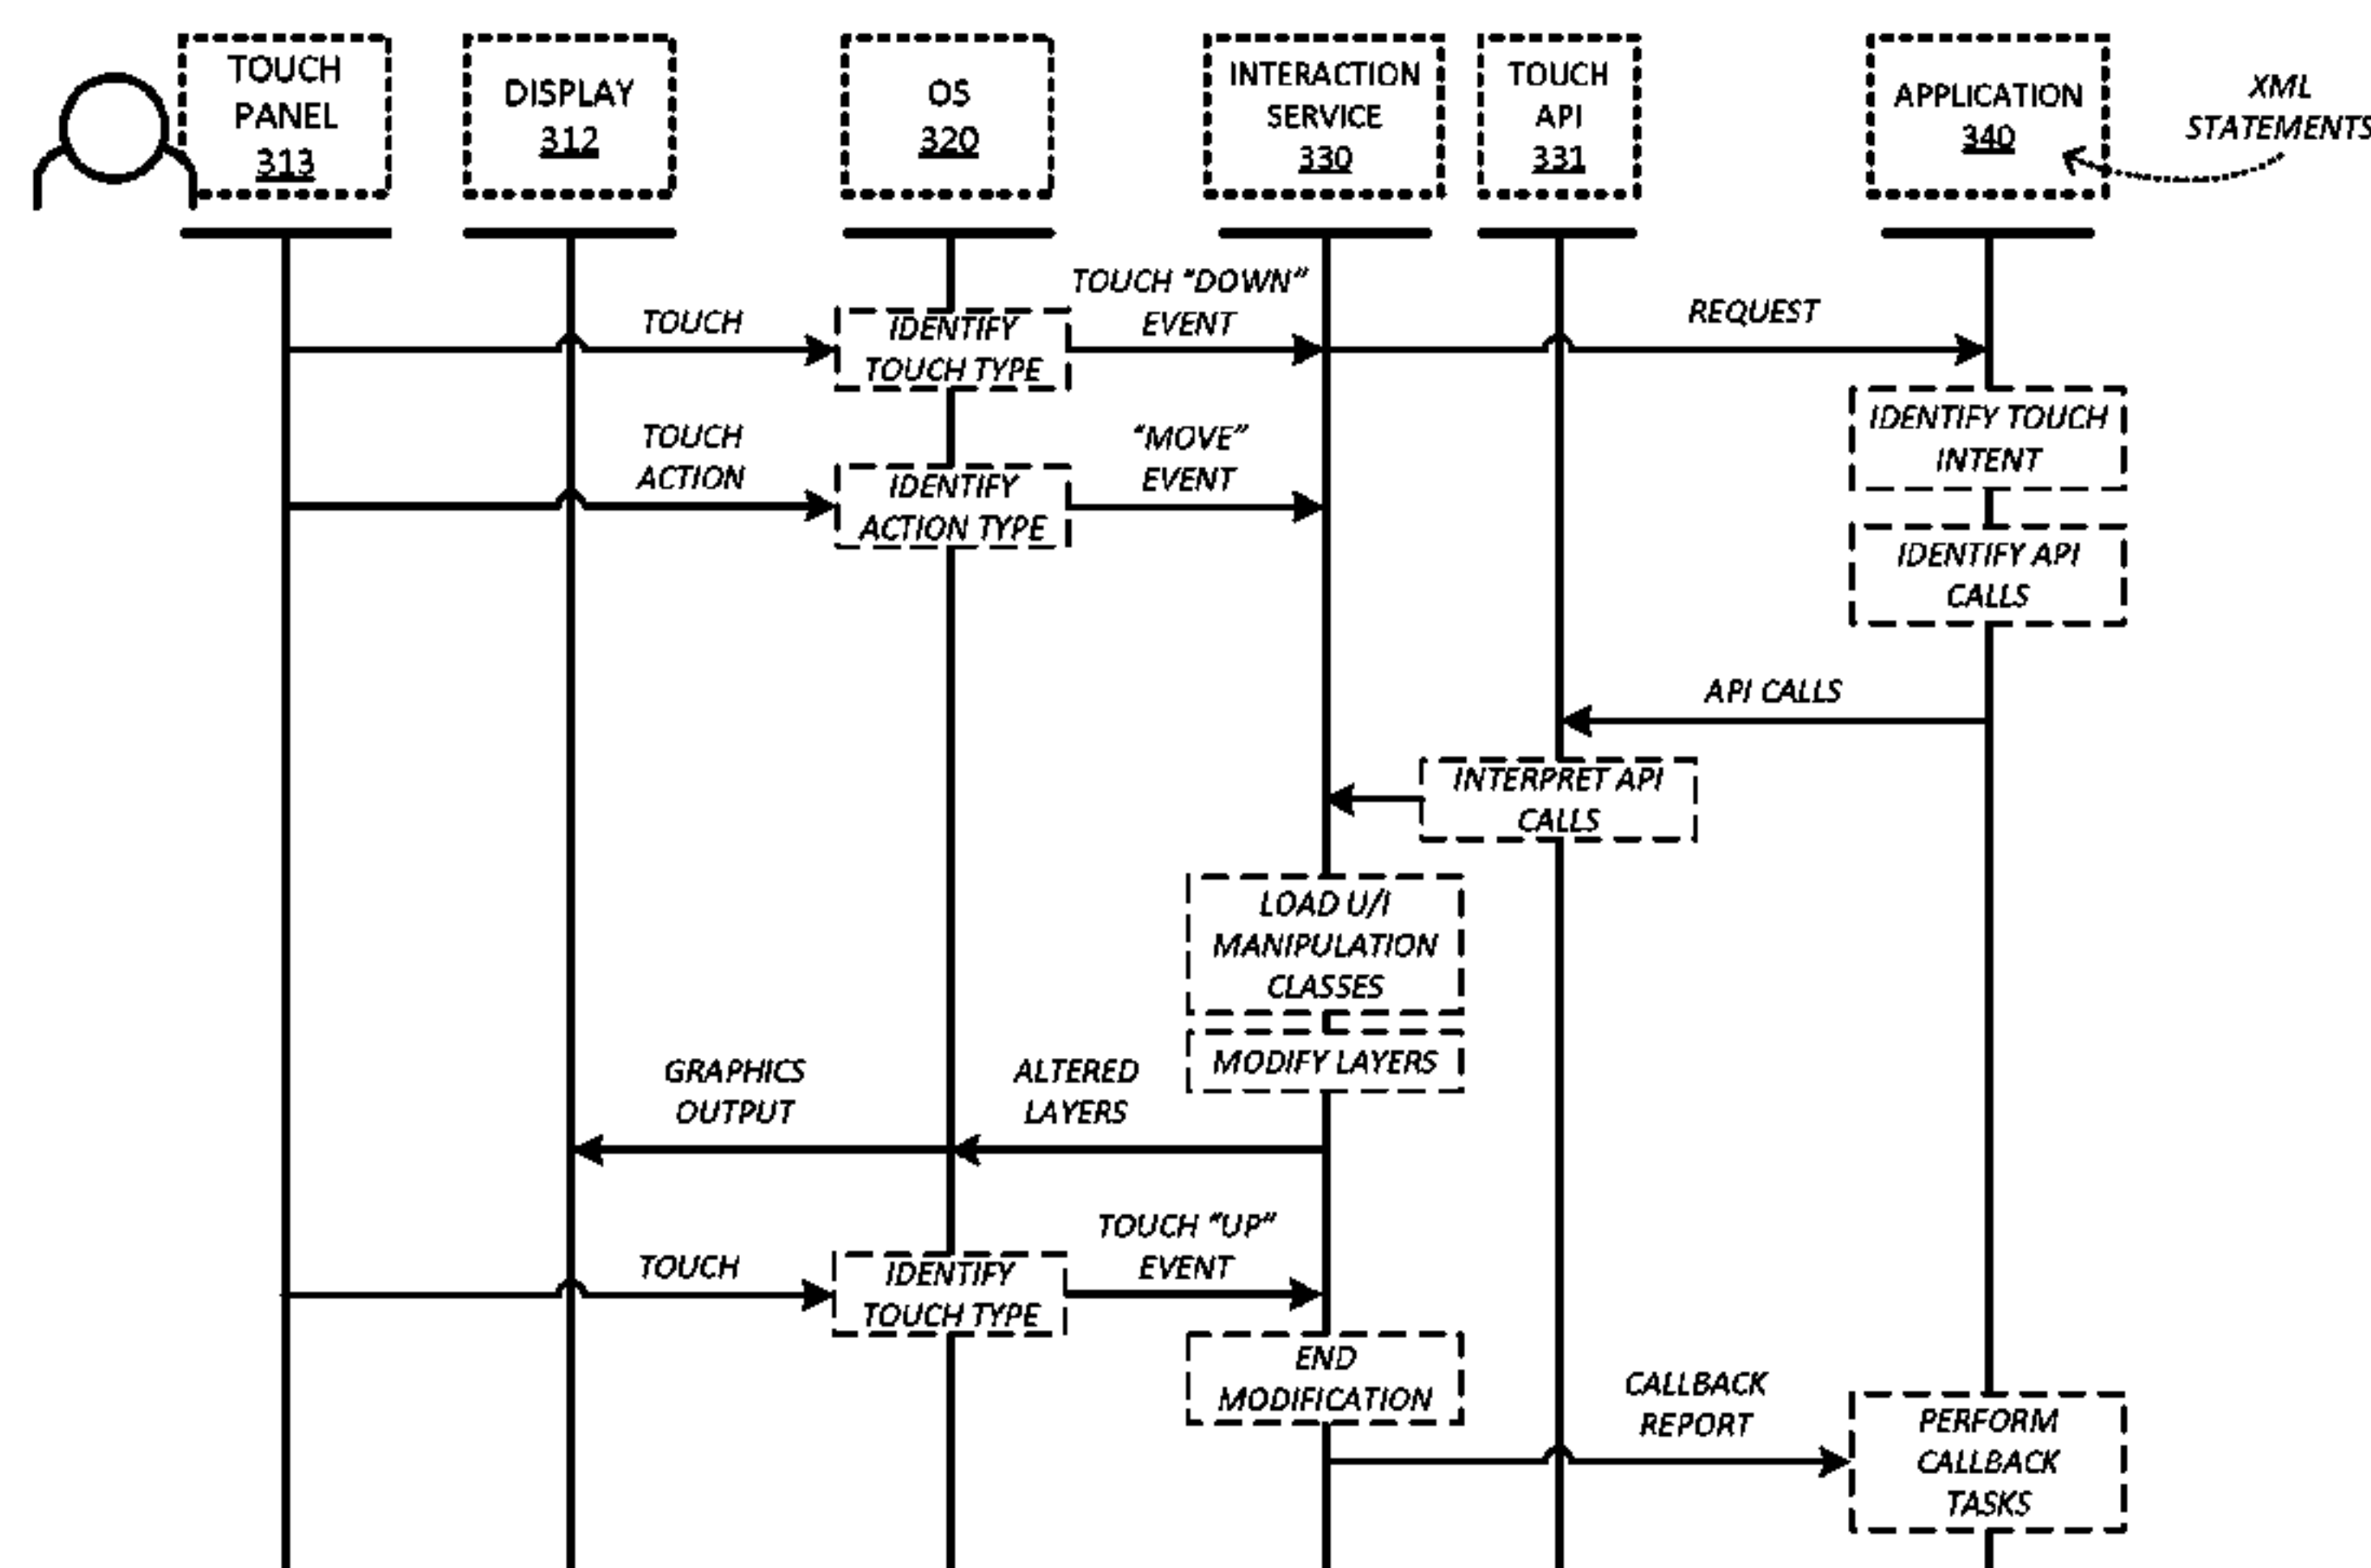 TOUCH
PANEL
313
DISPLAY
312
OS
320
INTERACTION
SERVICE
330
TOUCH
API
331
APPLICATION
340
XML
STATEMENTS
TOUCH
IDENTIFY
TOUCH TYPE
TOUCH "DOWN"
EVENT
REQUEST
IDENTIFY TOUCH
INTENT
TOUCH
ACTION
IDENTIFY
ACTION TYPE
"MOVE"
EVENT
IDENTIFY API
CALLS
API CALLS
INTERPRET API
CALLS
LOAD U/I
MANIPULATION
CLASSES
MODIFY LAYERS
GRAPHICS
OUTPUT
ALTERED
LAYERS
TOUCH
IDENTIFY
TOUCH TYPE
TOUCH "UP"
EVENT
END
MODIFICATION
CALLBACK
REPORT
PERFORM
CALLBACK
TASKS